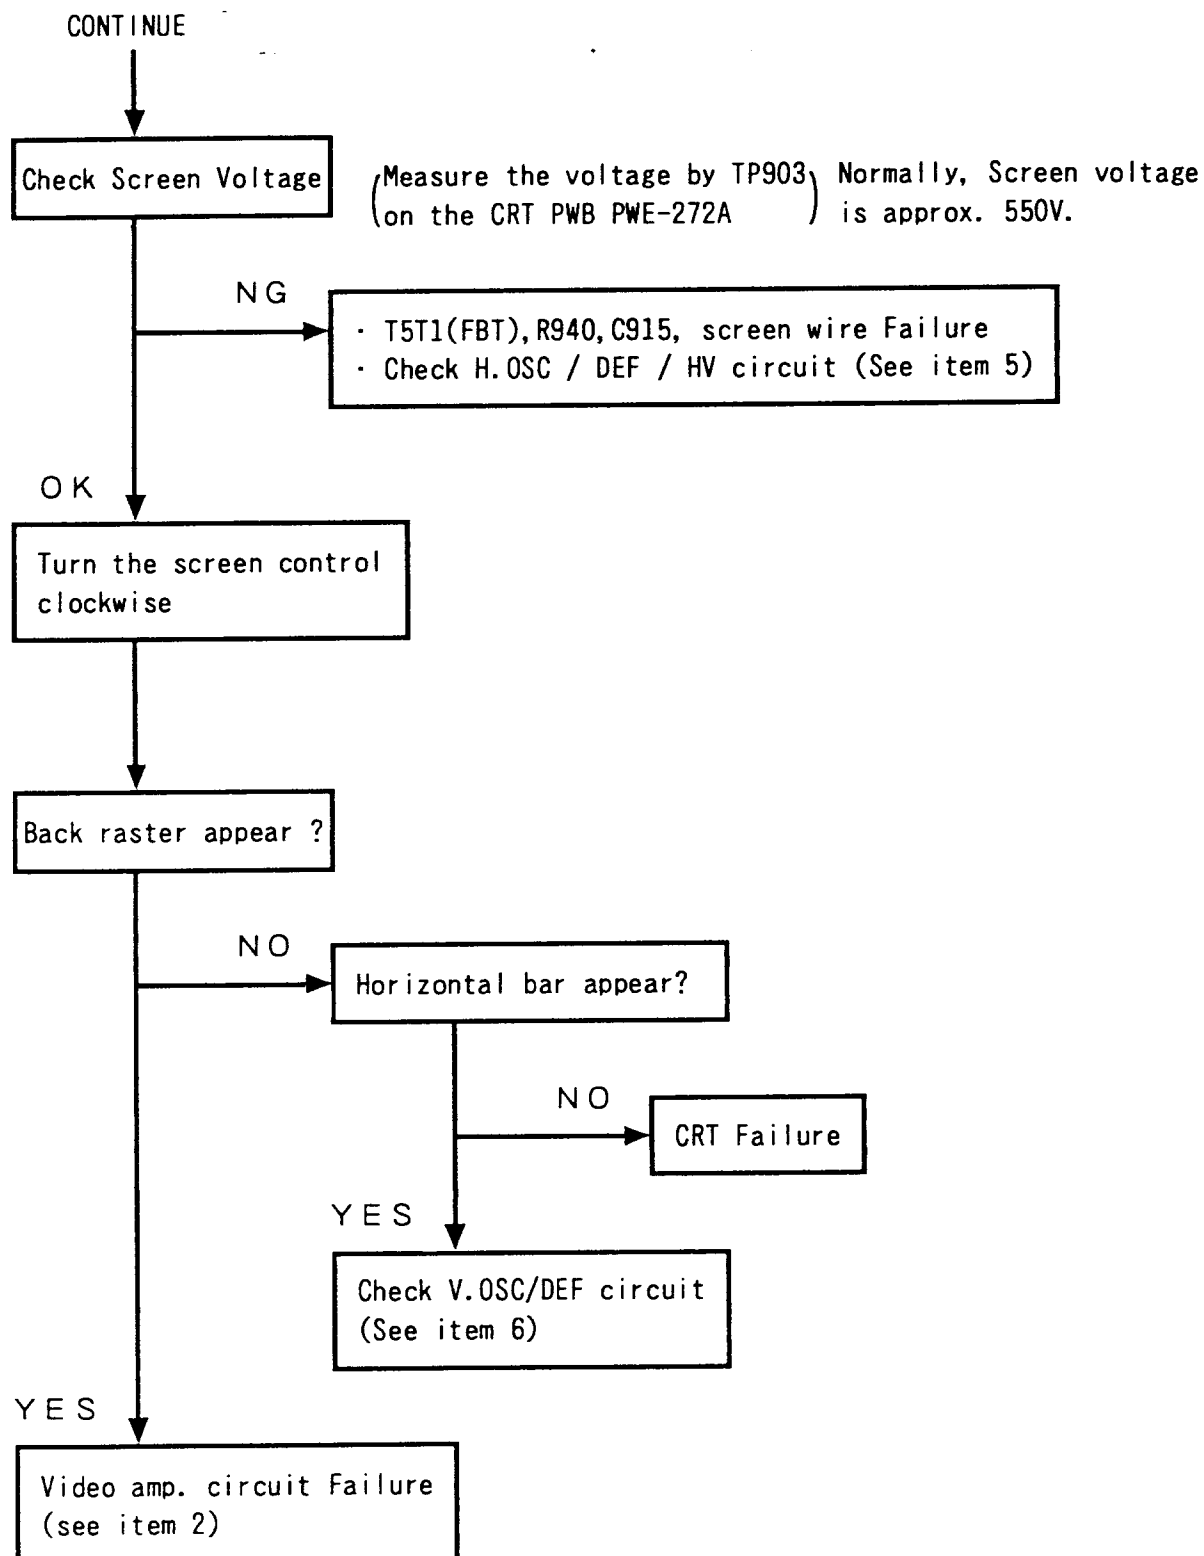 CONTINUE
Check Screen Voltage
(Measure the voltage by TP903
on the CRT PWB PWE-272A)
Normally, Screen voltage
is approx. 550V.
NG
· T5T1(FBT), R940, C915, screen wire Failure
· Check H.OSC / DEF / HV circuit (See item 5)
OK
Turn the screen control
clockwise
Back raster appear ?
NO
Horizontal bar appear?
NO
CRT Failure
YES
Check V.OSC/DEF circuit
(See item 6)
YES
Video amp. circuit Failure
(see item 2)